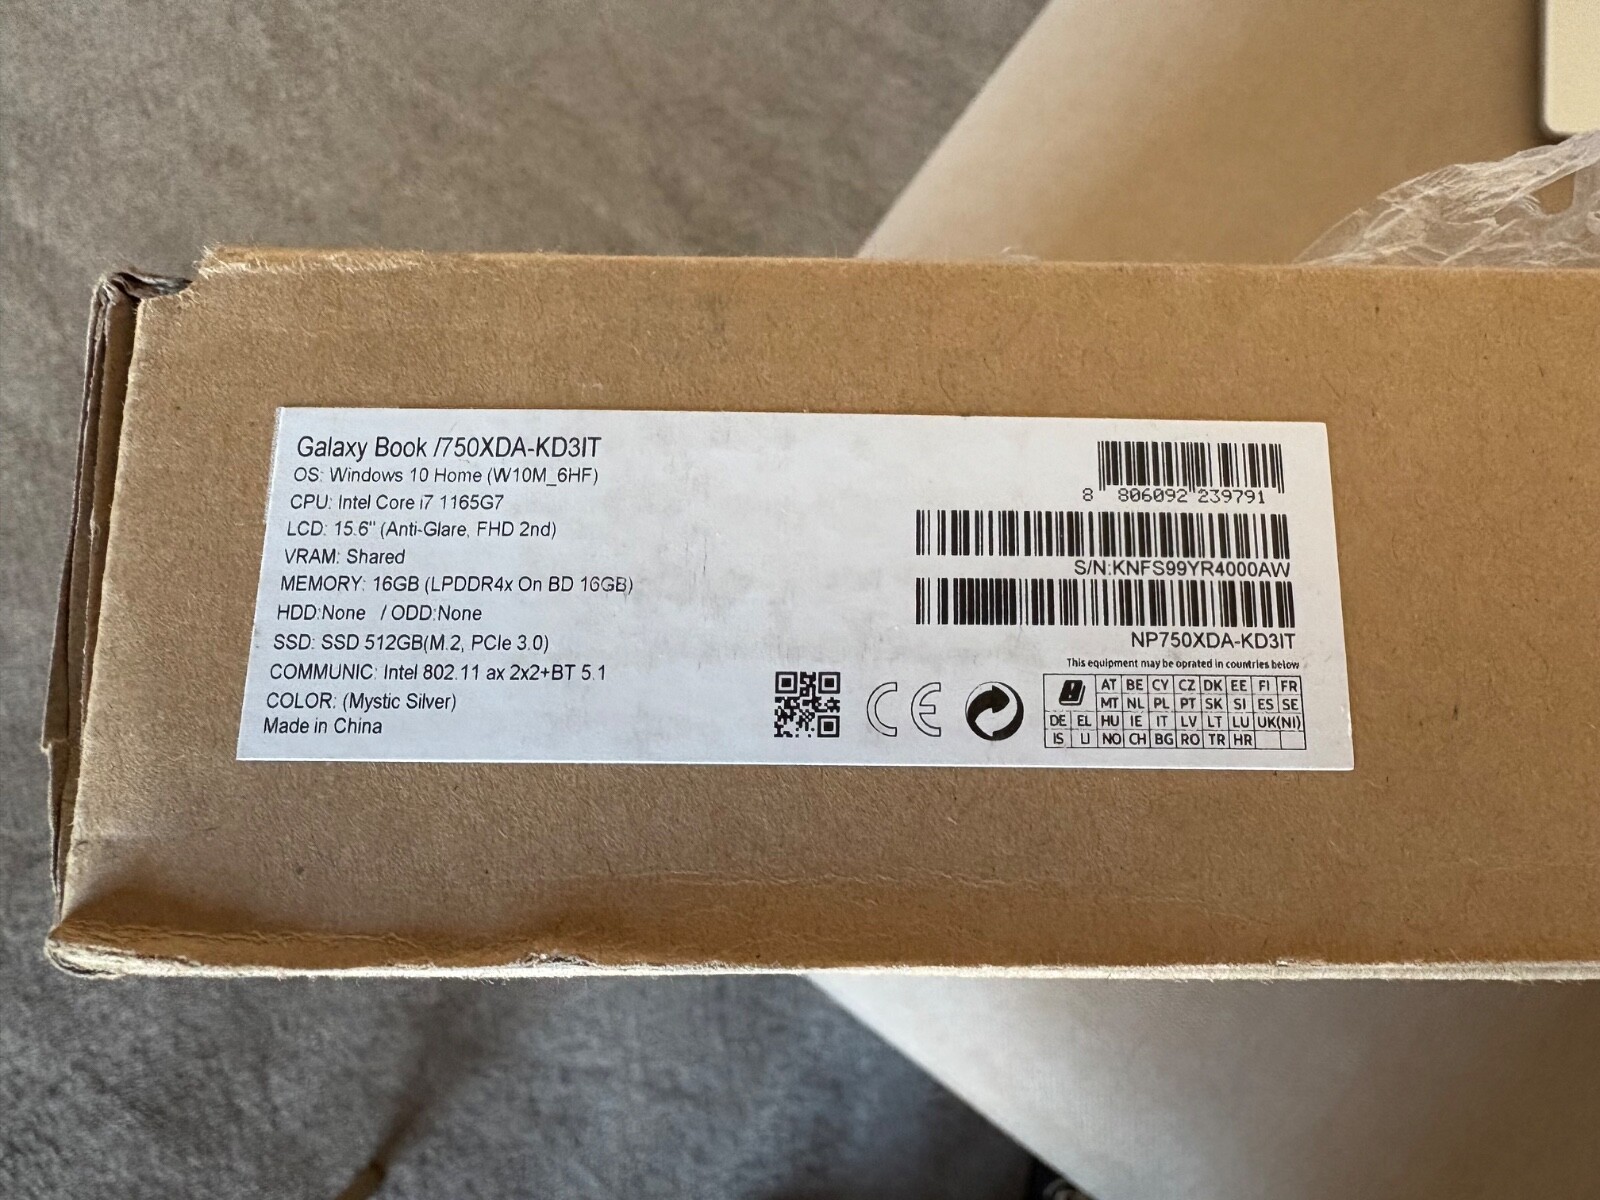 Galaxy Book /750XDA-KD3IT
OS: Windows 10 Home (W10M_6HF)
CPU: Intel Core i7 1165G7
LCD: 15.6" (Anti-Glare, FHD 2nd)
VRAM: Shared
MEMORY: 16GB (LPDDR4x On BD 16GB)
HDD:None / ODD:None
SSD: SSD 512GB(M.2, PCIe 3.0)
COMMUNIC: Intel 802.11 ax 2x2+BT 5.1
COLOR: (Mystic Silver)
Made in China
8 806092 239791
S/N:KNFS99YR4000AW
NP750XDA-KD3IT
This equipment may be oprated in countries below
AT BE CY CZ DK EE FI FR
MT NL PL PT SK SI ES SE
DE EL HU IE IT LV LT LU UK(NI)
IS LI NO CH BG RO TR HR
CE